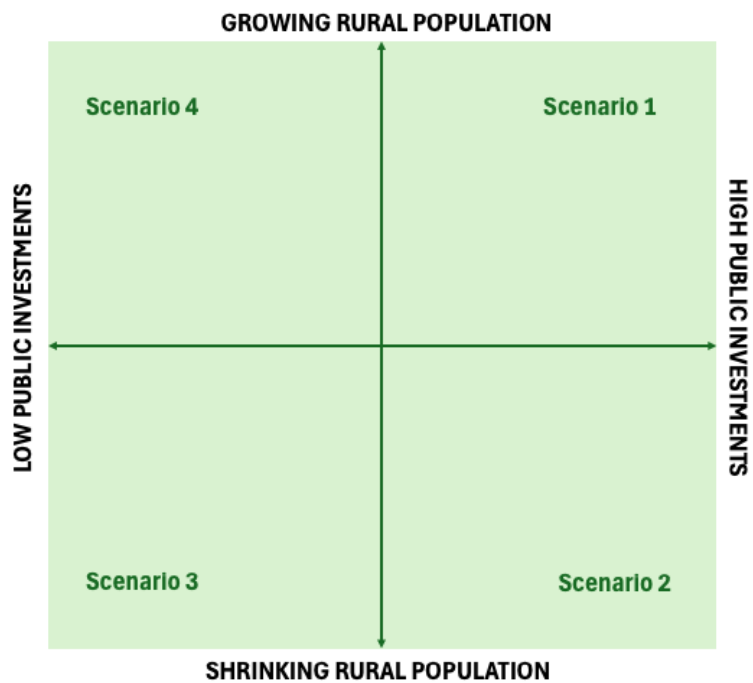 GROWING RURAL POPULATION
Scenario 4
Scenario 1
LOW PUBLIC INVESTMENTS
HIGH PUBLIC INVESTMENTS
Scenario 3
Scenario 2
SHRINKING RURAL POPULATION